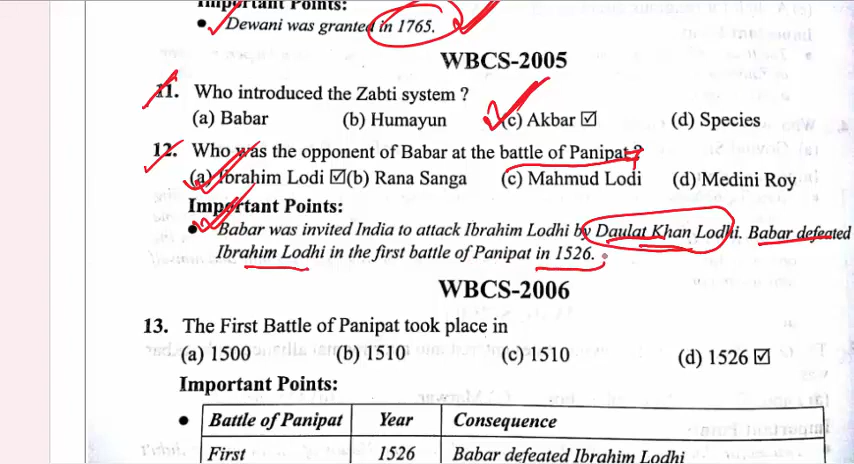 Important Points:
• Dewani was granted in 1765.
WBCS-2005
11. Who introduced the Zabti system ?
(a) Babar (b) Humayun (c) Akbar ☑ (d) Species
12. Who was the opponent of Babar at the battle of Panipat ?
(a) Ibrahim Lodi ☑(b) Rana Sanga (c) Mahmud Lodi (d) Medini Roy
Important Points:
• Babar was invited India to attack Ibrahim Lodhi by Daulat Khan Lodhi. Babar defeated
Ibrahim Lodhi in the first battle of Panipat in 1526.
WBCS-2006
13. The First Battle of Panipat took place in
(a) 1500 (b) 1510 (c) 1510 (d) 1526 ☑
Important Points:
• Battle of Panipat Year Consequence
First 1526 Babar defeated Ibrahim Lodhi